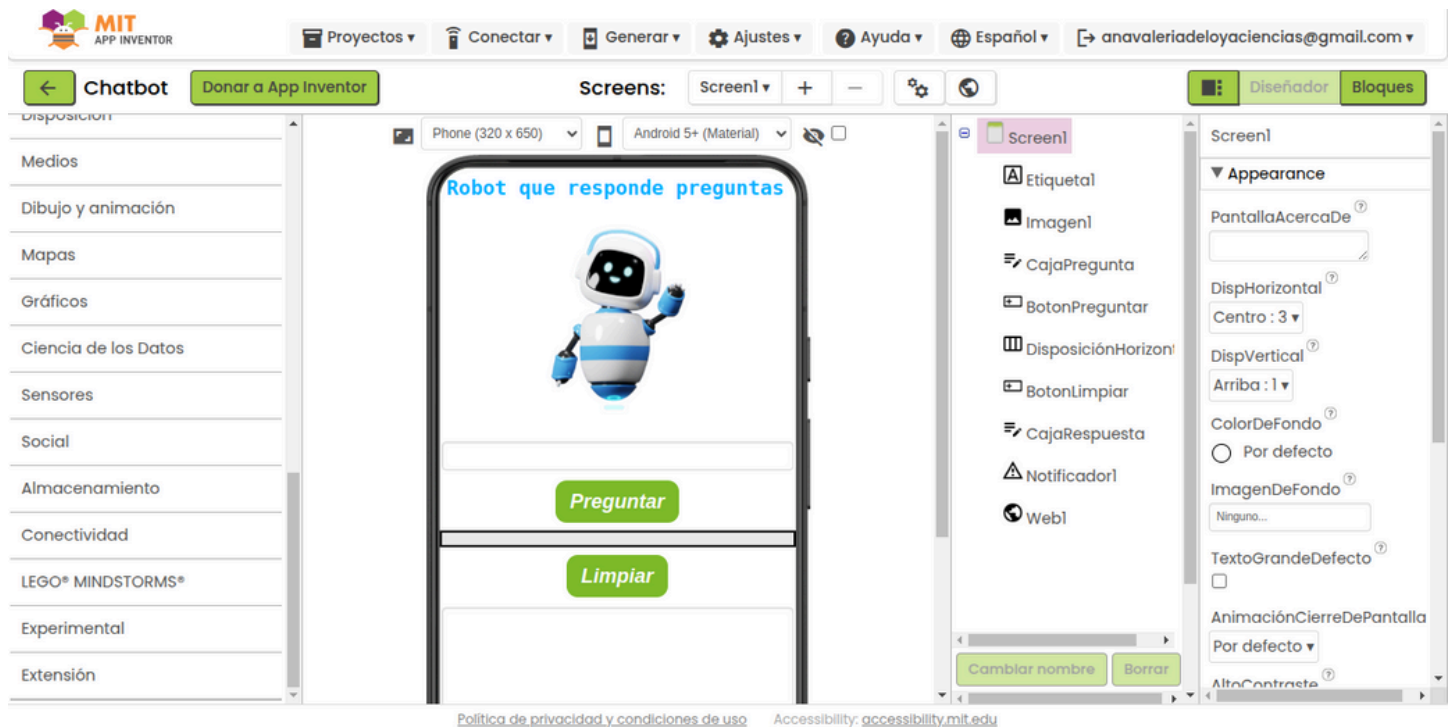 MIT
APP INVENTOR
Proyectos ▾ Conectar ▾ Generar ▾ Ajustes ▾ Ayuda ▾ Español ▾ anavaleriadeloyaciencias@gmail.com ▾
Chatbot Donar a App Inventor Screens: Screen1 ▾ + − Diseñador Bloques
Disposición
Medios
Dibujo y animación
Mapas
Gráficos
Ciencia de los Datos
Sensores
Social
Almacenamiento
Conectividad
LEGO® MINDSTORMS®
Experimental
Extensión
Phone (320 x 650) Android 5+ (Material)
Robot que responde preguntas
Preguntar
Limpiar
Screen1
Etiqueta1
Imagen1
CajaPregunta
BotonPreguntar
DisposiciónHorizont
BotonLimpiar
CajaRespuesta
Notificador1
Web1
Cambiar nombre Borrar
Screen1
▼ Appearance
PantallaAcercaDe ?
DispHorizontal ?
Centro : 3 ▾
DispVertical ?
Arriba : 1 ▾
ColorDeFondo ?
Por defecto
ImagenDeFondo ?
Ninguno...
TextoGrandeDefecto ?
AnimaciónCierreDePantalla
Por defecto ▾
AltoContraste ?
Política de privacidad y condiciones de uso Accessibility: accessibility.mit.edu